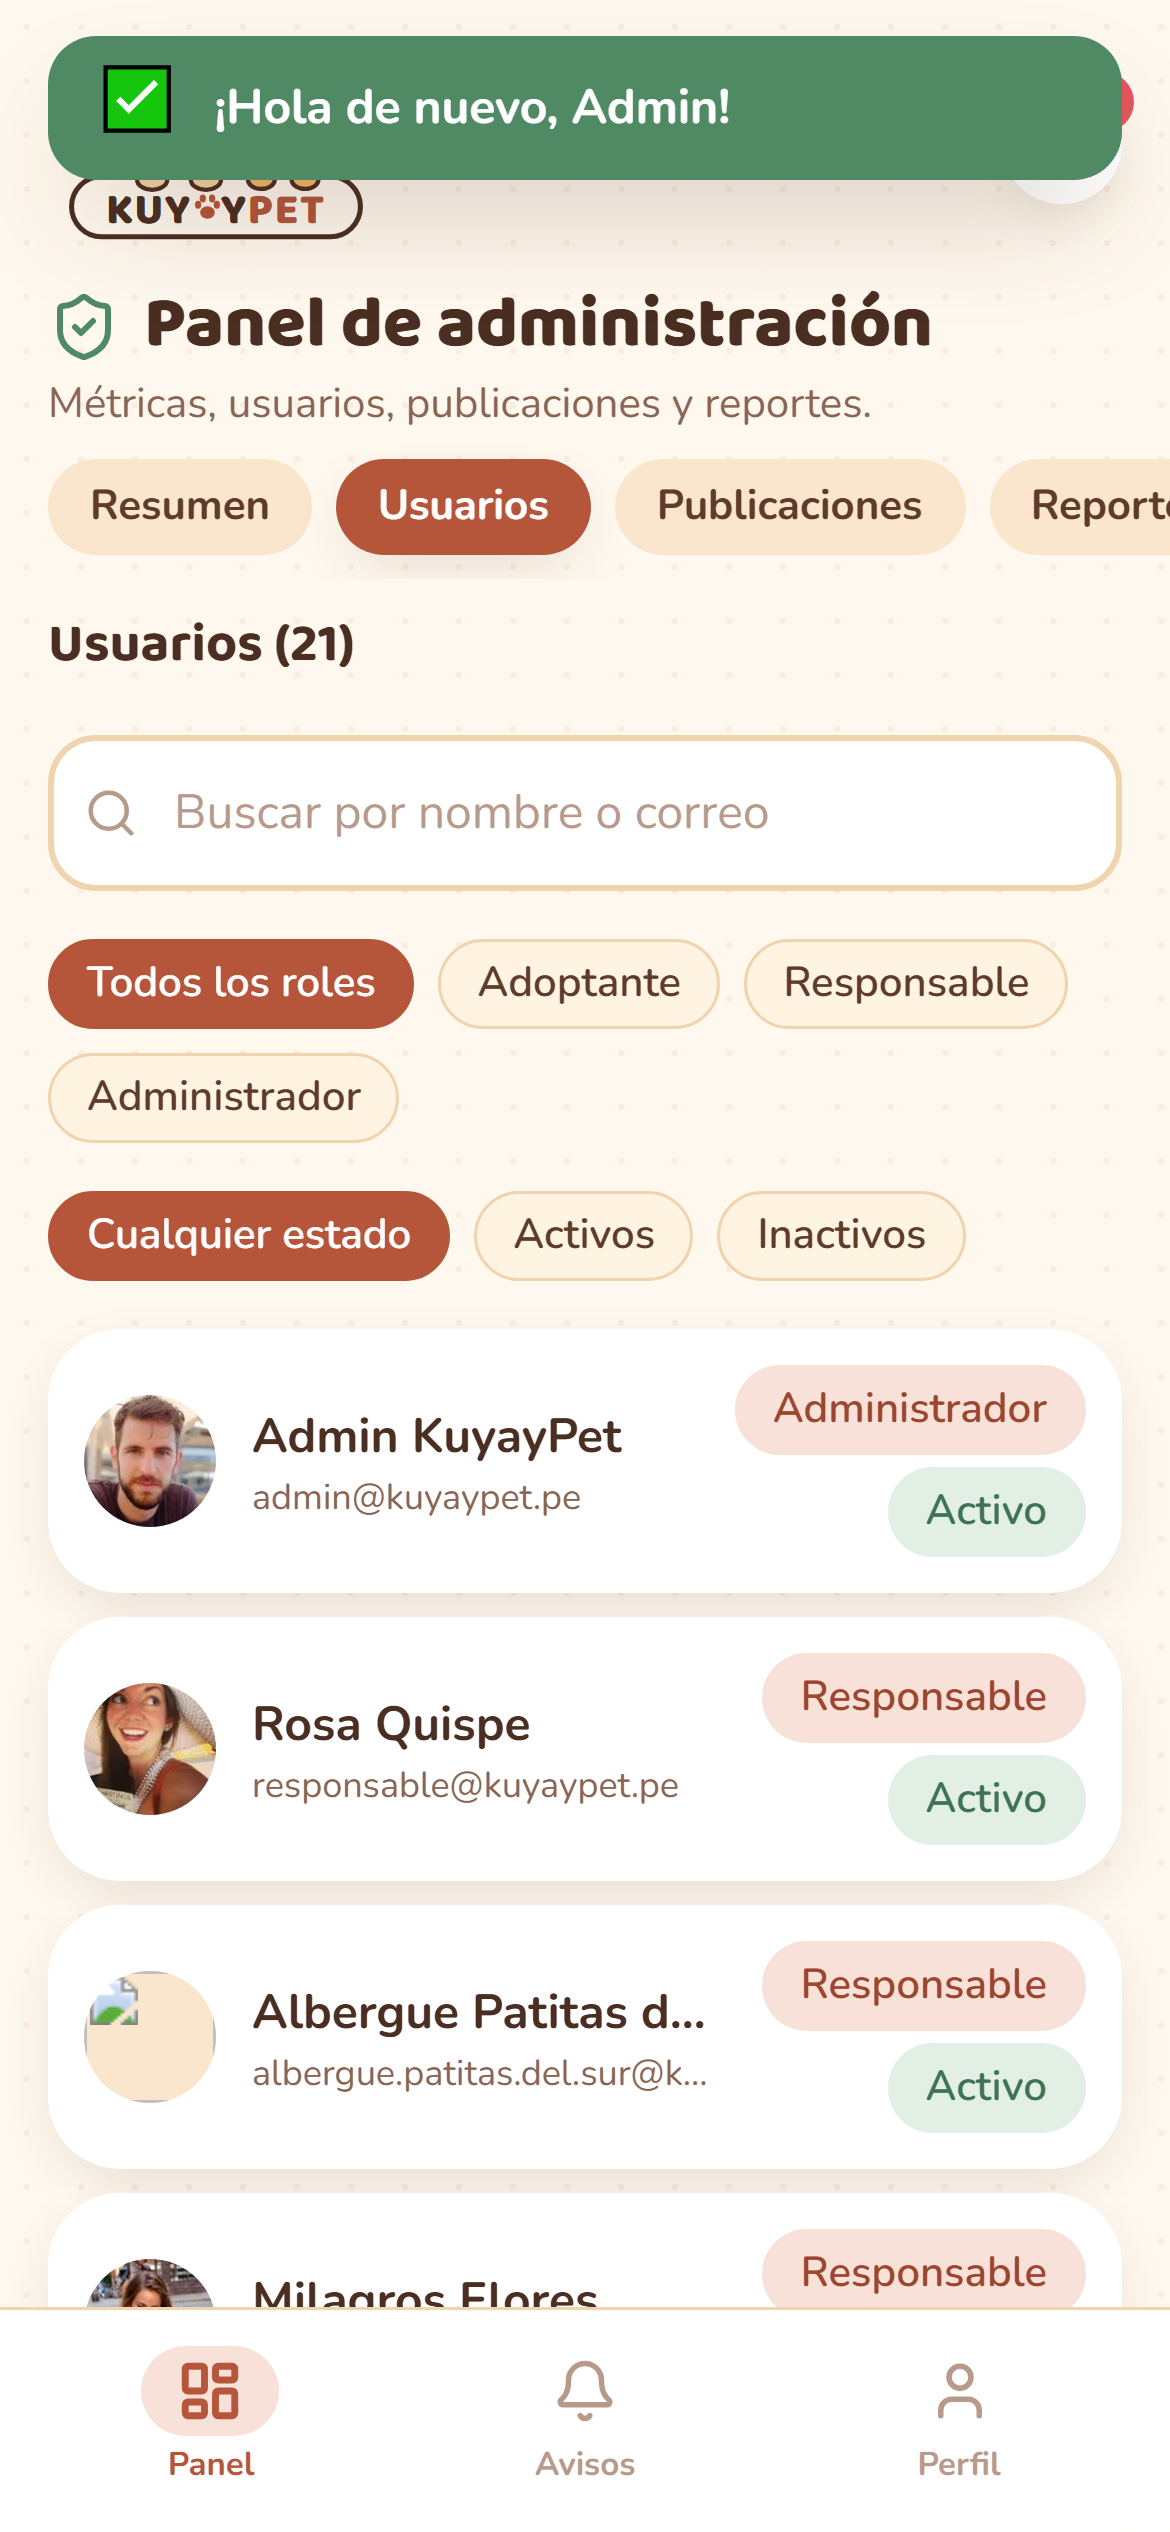 ¡Hola de nuevo, Admin!
KUYAYPET
Panel de administración
Métricas, usuarios, publicaciones y reportes.
Resumen
Usuarios
Publicaciones
Usuarios (21)
Buscar por nombre o correo
Todos los roles
Adoptante
Responsable
Administrador
Cualquier estado
Activos
Inactivos
Admin KuyayPet
admin@kuyaypet.pe
Administrador
Activo
Rosa Quispe
responsable@kuyaypet.pe
Responsable
Activo
Albergue Patitas d...
albergue.patitas.del.sur@k...
Responsable
Activo
Milagros Flores
Responsable
Panel
Avisos
Perfil